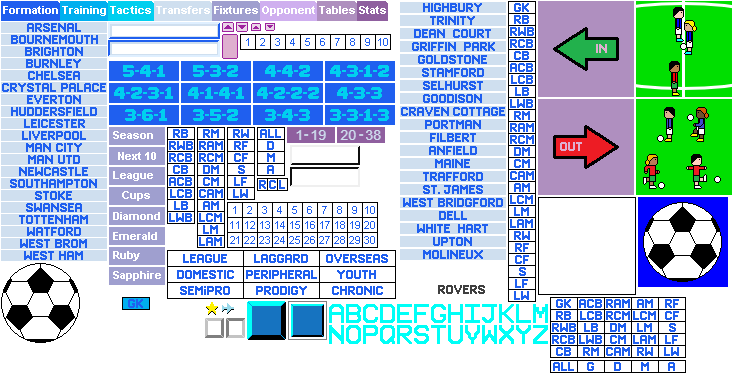 Formation Training Tactics Transfers Fixtures Opponent Tables Stats
ARSENAL
BOURNEMOUTH
BRIGHTON
BURNLEY
CHELSEA
CRYSTAL PALACE
EVERTON
HUDDERSFIELD
LEICESTER
LIVERPOOL
MAN CITY
MAN UTD
NEWCASTLE
SOUTHAMPTON
STOKE
SWANSEA
TOTTENHAM
WATFORD
WEST BROM
WEST HAM
1 2 3 4 5 6 7 8 9 10
5-4-1 5-3-2 4-4-2 4-3-1-2
4-2-3-1 4-1-4-1 4-2-2-2 4-3-3
3-6-1 3-5-2 3-4-3 3-3-1-3
Season
Next 10
League
Cups
Diamond
Emerald
Ruby
Sapphire
RB RM RW ALL
RWB RAM RF D
RCB RCM CF M
CB DM S A
ACB CM LF RCL
LCB CAM LW
LB AM
LWB LCM
LM
LAM
1-19 20-38
1 2 3 4 5 6 7 8 9 10
11 12 13 14 15 16 17 18 19 20
21 22 23 24 25 26 27 28 29 30
LEAGUE LAGGARD OVERSEAS
DOMESTIC PERIPHERAL YOUTH
SEMiPRO PRODIGY CHRONIC
GK
ABCDEFGHIJKLM
NOPQRSTUVWXYZ
HIGHBURY
TRINITY
DEAN COURT
GRIFFIN PARK
GOLDSTONE
STAMFORD
SELHURST
GOODISON
CRAVEN COTTAGE
PORTMAN
FILBERT
ANFIELD
MAINE
TRAFFORD
ST.JAMES
WEST BRIDGFORD
DELL
WHITE HART
UPTON
MOLINEUX
ROVERS
GK
RB
RWB
RCB
CB
ACB
LCB
LB
LWB
RM
RAM
RCM
DM
CM
CAM
AM
LCM
LM
LAM
RW
RF
CF
S
LF
LW
IN
OUT
GK ACB RAM AM RF
RB LCB RCM LCM CF
RWB LB DM LM S
RCB LWB CM LAM LF
CB RM CAM RW LW
ALL G D M A